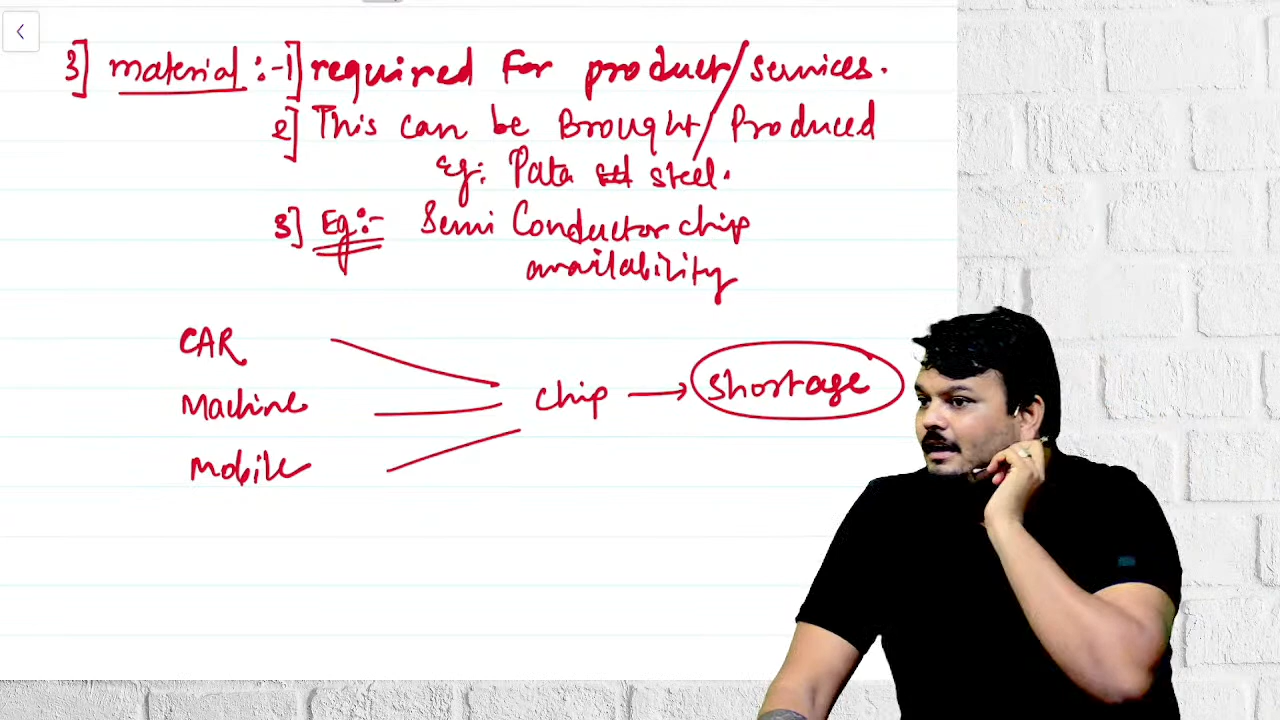 3] material :- 1] required for product/services.
2] This can be Brought/Produced
Eg: Pata steel.
3] Eg:- Semi Conductor chip
availability
CAR
Machine
Chip → shortage
Mobile